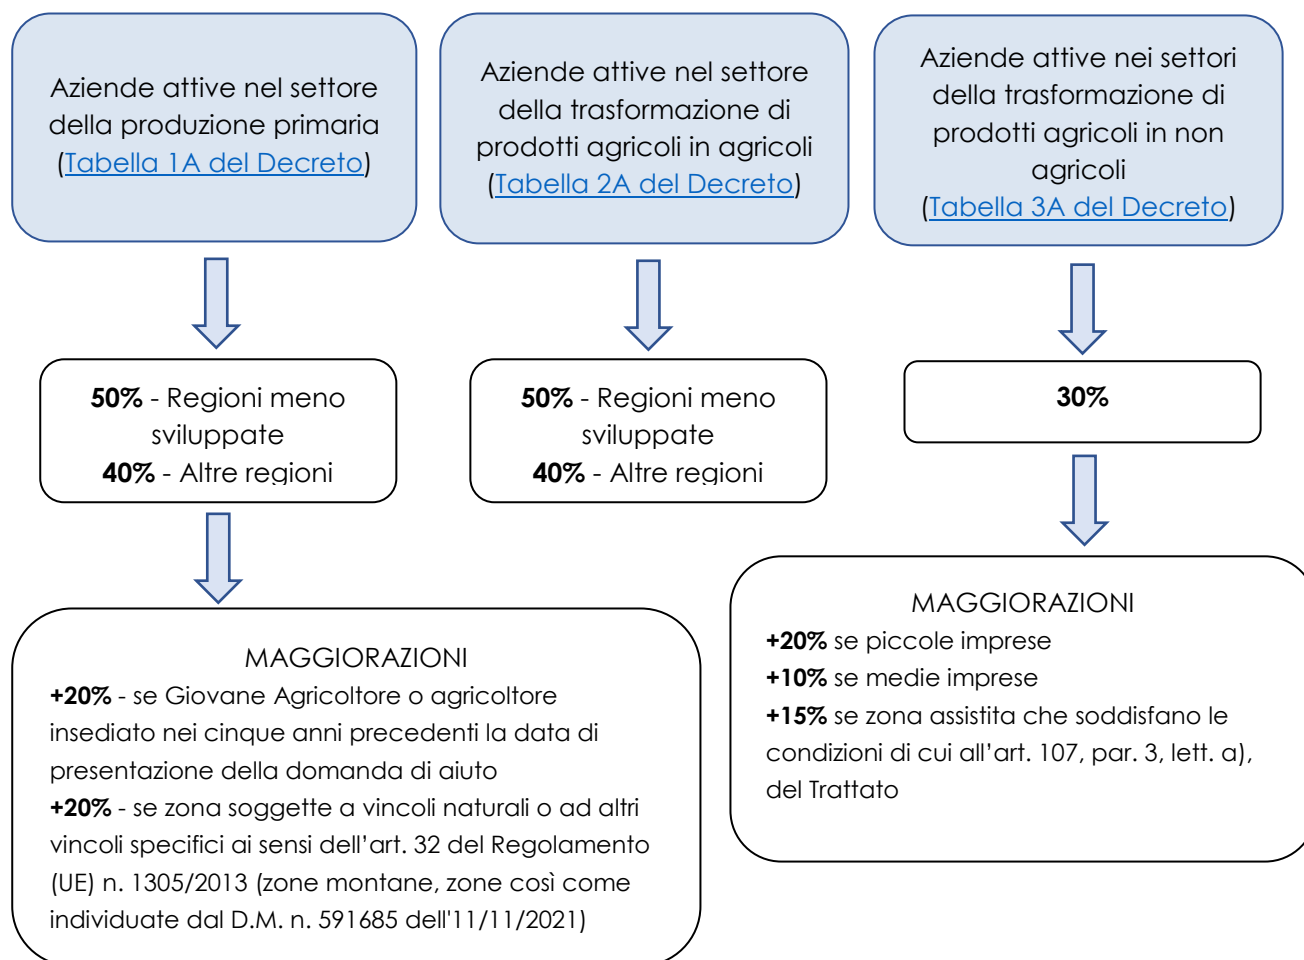 Aziende attive nel settore
della produzione primaria
(Tabella 1A del Decreto)
Aziende attive nel settore
della trasformazione di
prodotti agricoli in agricoli
(Tabella 2A del Decreto)
Aziende attive nei settori
della trasformazione di
prodotti agricoli in non
agricoli
(Tabella 3A del Decreto)
50% - Regioni meno
sviluppate
40% - Altre regioni
50% - Regioni meno
sviluppate
40% - Altre regioni
30%
MAGGIORAZIONI
+20% - se Giovane Agricoltore o agricoltore
insediato nei cinque anni precedenti la data di
presentazione della domanda di aiuto
+20% - se zona soggette a vincoli naturali o ad altri
vincoli specifici ai sensi dell’art. 32 del Regolamento
(UE) n. 1305/2013 (zone montane, zone così come
individuate dal D.M. n. 591685 dell'11/11/2021)
MAGGIORAZIONI
+20% se piccole imprese
+10% se medie imprese
+15% se zona assistita che soddisfano le
condizioni di cui all’art. 107, par. 3, lett. a),
del Trattato